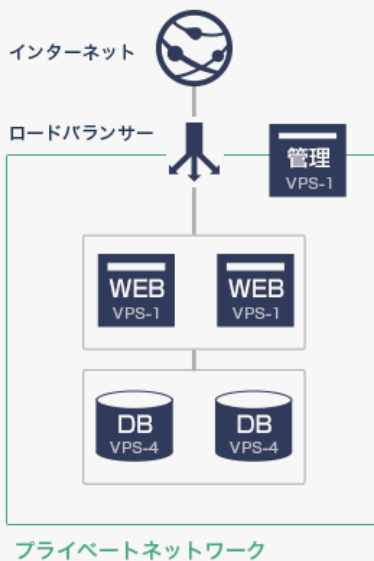 インターネット
ロードバランサー
管理
VPS-1
WEB
VPS-1
WEB
VPS-1
DB
VPS-4
DB
VPS-4
プライベートネットワーク